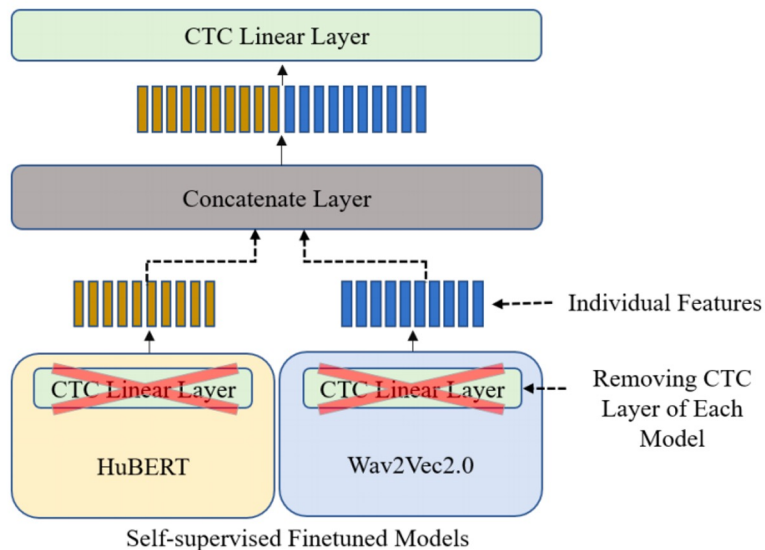 CTC Linear Layer
Concatenate Layer
Individual Features
CTC Linear Layer
CTC Linear Layer
Removing CTC
Layer of Each
Model
HuBERT
Wav2Vec2.0
Self-supervised Finetuned Models